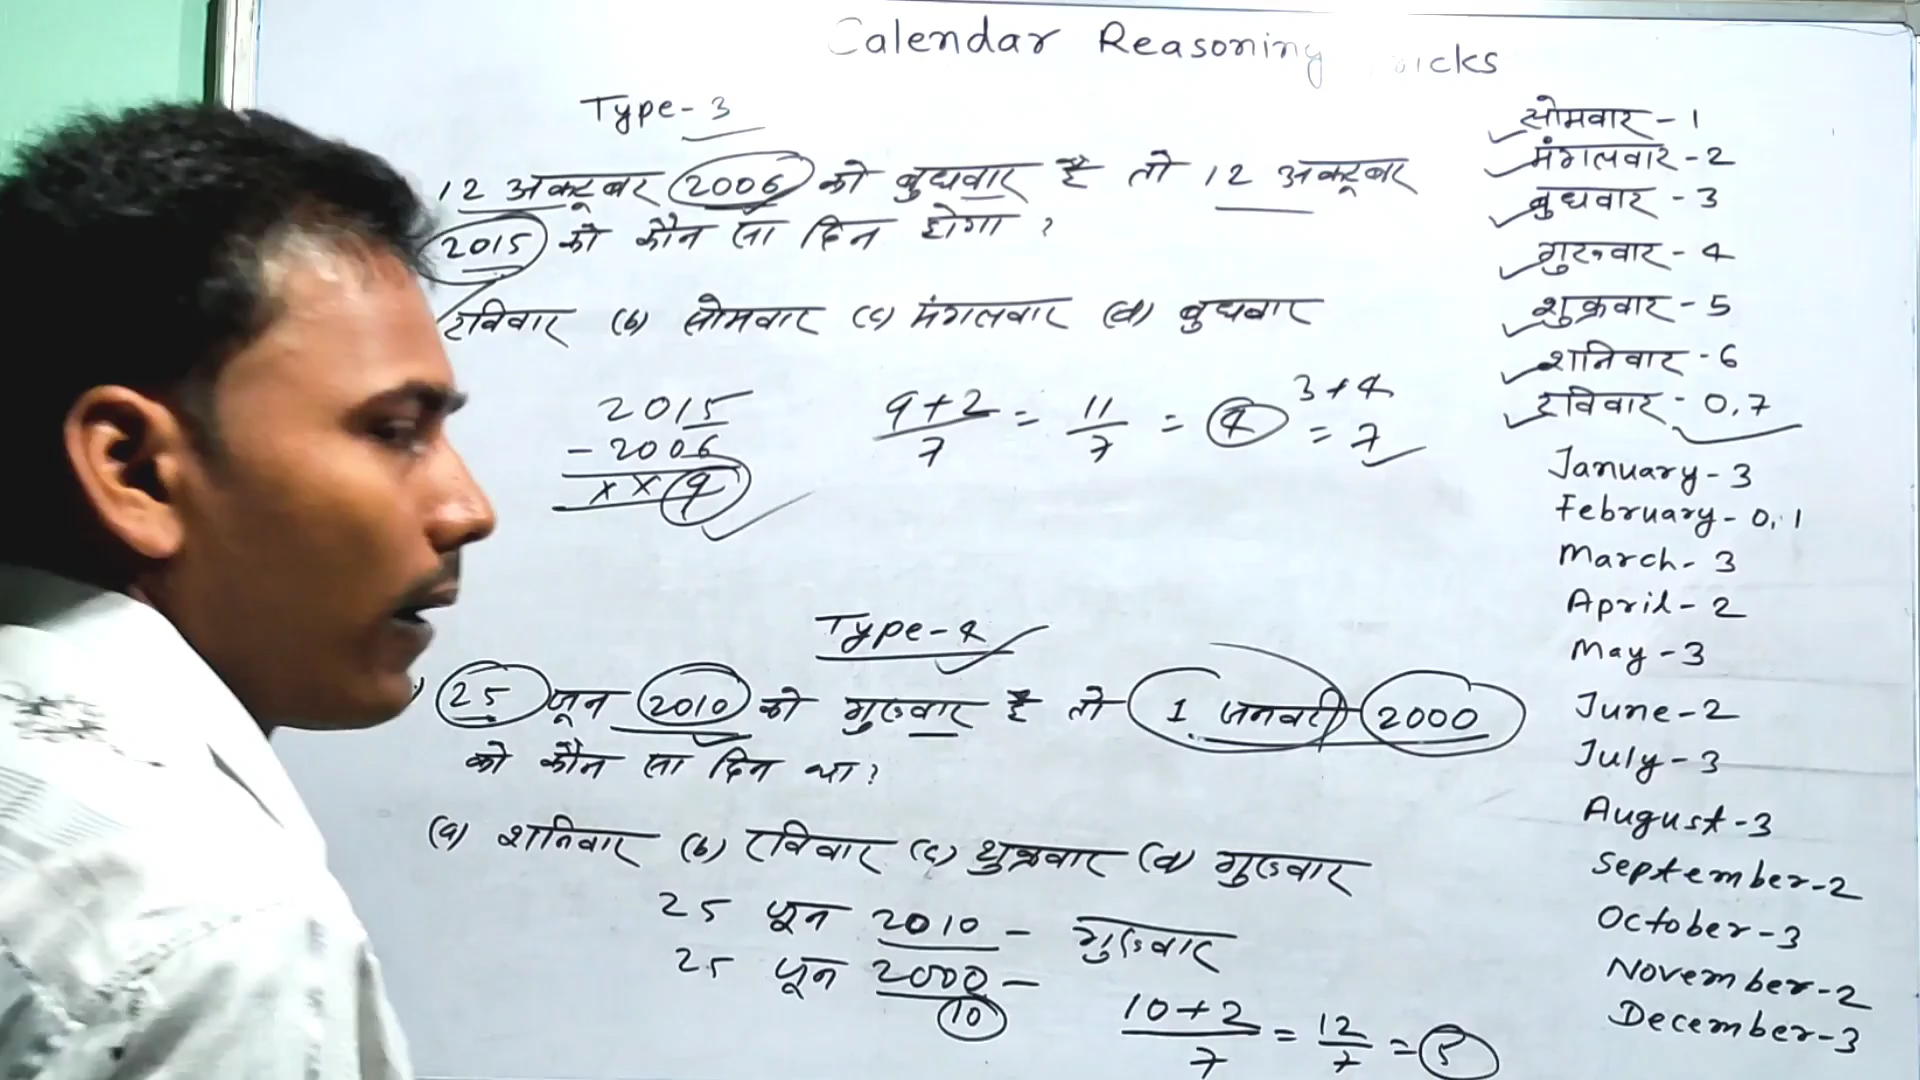 Calendar Reasoning
Type-3
12 अक्टूबर 2006 को बुधवार है तो 12 अक्टूबर
2015 को कौन सा दिन होगा ?
रविवार (b) सोमवार (c) मंगलवार (d) बुधवार
2015
- 2006
x x 9
9+2/7 = 11/7 = 4
3+4
= 7
Type-4
25 जून 2010 को गुरुवार है तो 1 जनवरी 2000
को कौन सा दिन था ?
(a) शनिवार (b) रविवार (c) शुक्रवार (d) गुरुवार
25 जून 2010 - गुरुवार
25 जून 2000 -
10
10+2/7 = 12/7 = 5
सोमवार - 1
मंगलवार - 2
बुधवार - 3
गुरुवार - 4
शुक्रवार - 5
शनिवार - 6
रविवार - 0,7
January - 3
February - 0,1
March - 3
April - 2
May - 3
June - 2
July - 3
August - 3
September - 2
October - 3
November - 2
December - 3